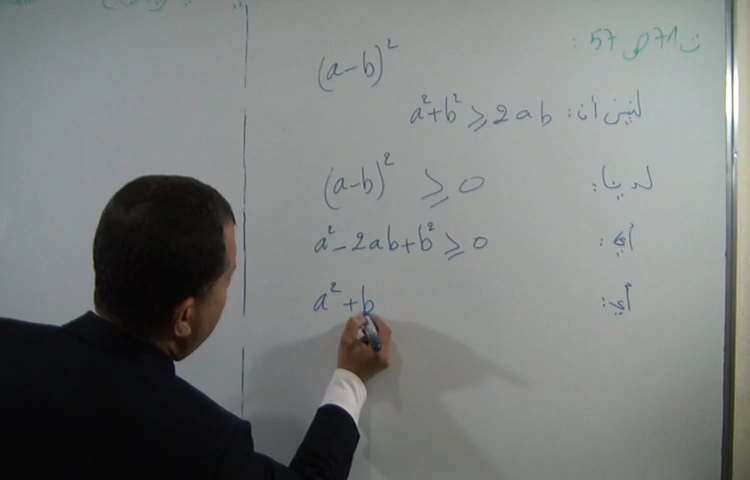 ت 71 ص 57 :
(a-b)²
لنبين أن: a²+b² ⩾ 2ab
لدينا: (a-b)² ⩾ 0
أي: a²-2ab+b² ⩾ 0
أي: a²+b